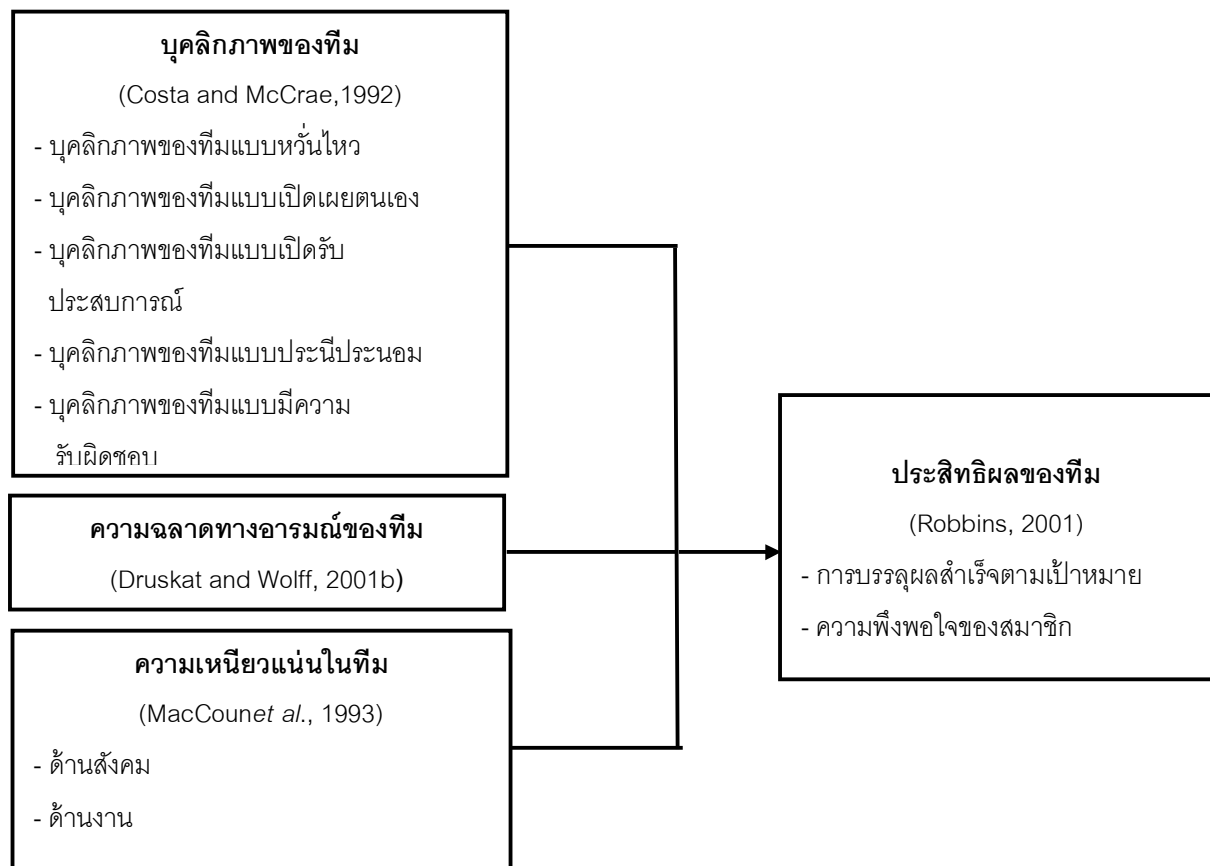 บุคลิกภาพของทีม
(Costa and McCrae,1992)
- บุคลิกภาพของทีมแบบหวั่นไหว
- บุคลิกภาพของทีมแบบเปิดเผยตนเอง
- บุคลิกภาพของทีมแบบเปิดรับ
ประสบการณ์
- บุคลิกภาพของทีมแบบประนีประนอม
- บุคลิกภาพของทีมแบบมีความ
รับผิดชอบ
ความฉลาดทางอารมณ์ของทีม
(Druskat and Wolff, 2001b)
ความเหนียวแน่นในทีม
(MacCounet al., 1993)
- ด้านสังคม
- ด้านงาน
ประสิทธิผลของทีม
(Robbins, 2001)
- การบรรลุผลสำเร็จตามเป้าหมาย
- ความพึงพอใจของสมาชิก